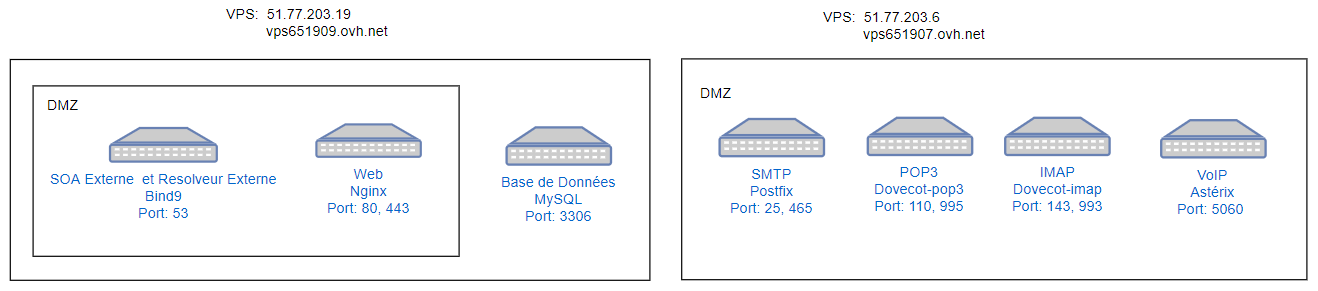 VPS: 51.77.203.19
vps651909.ovh.net
VPS: 51.77.203.6
vps651907.ovh.net
DMZ
SOA Externe et Resolveur Externe
Bind9
Port: 53
Web
Nginx
Port: 80, 443
Base de Données
MySQL
Port: 3306
DMZ
SMTP
Postfix
Port: 25, 465
POP3
Dovecot-pop3
Port: 110, 995
IMAP
Dovecot-imap
Port: 143, 993
VoIP
Astérix
Port: 5060